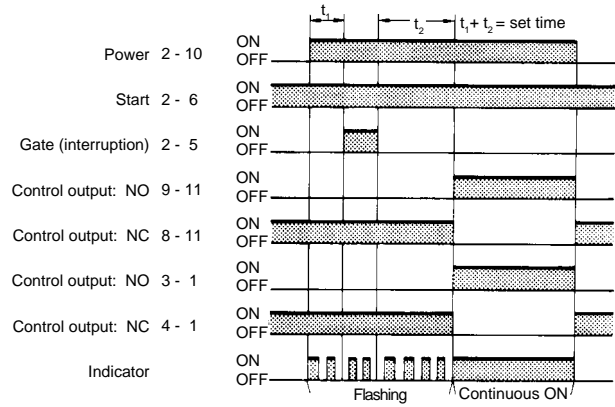 t₁ t₂ t₁ + t₂ = set time
Power 2 - 10 ON
OFF
Start 2 - 6 ON
OFF
Gate (interruption) 2 - 5 ON
OFF
Control output: NO 9 - 11 ON
OFF
Control output: NC 8 - 11 ON
OFF
Control output: NO 3 - 1 ON
OFF
Control output: NC 4 - 1 ON
OFF
Indicator ON
OFF
Flashing Continuous ON